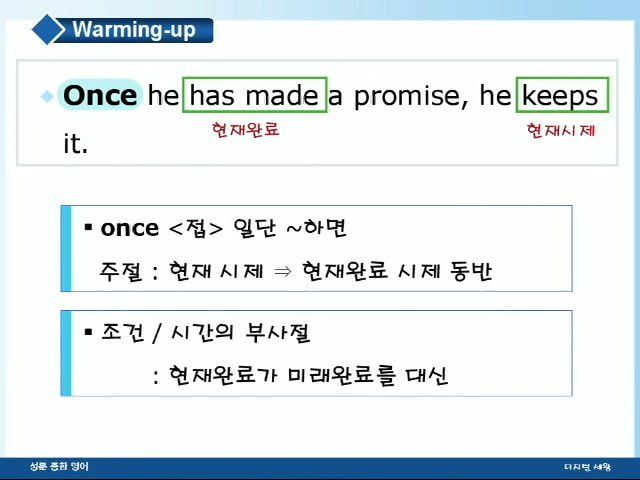 Warming-up
Once he has made a promise, he keeps
현재완료 현재시제
it.
▪ once <접> 일단 ~하면
주절 : 현재 시제 ⇒ 현재완료 시제 동반
▪ 조건 / 시간의 부사절
: 현재완료가 미래완료를 대신
성문 종합 영어 디지털 세왕